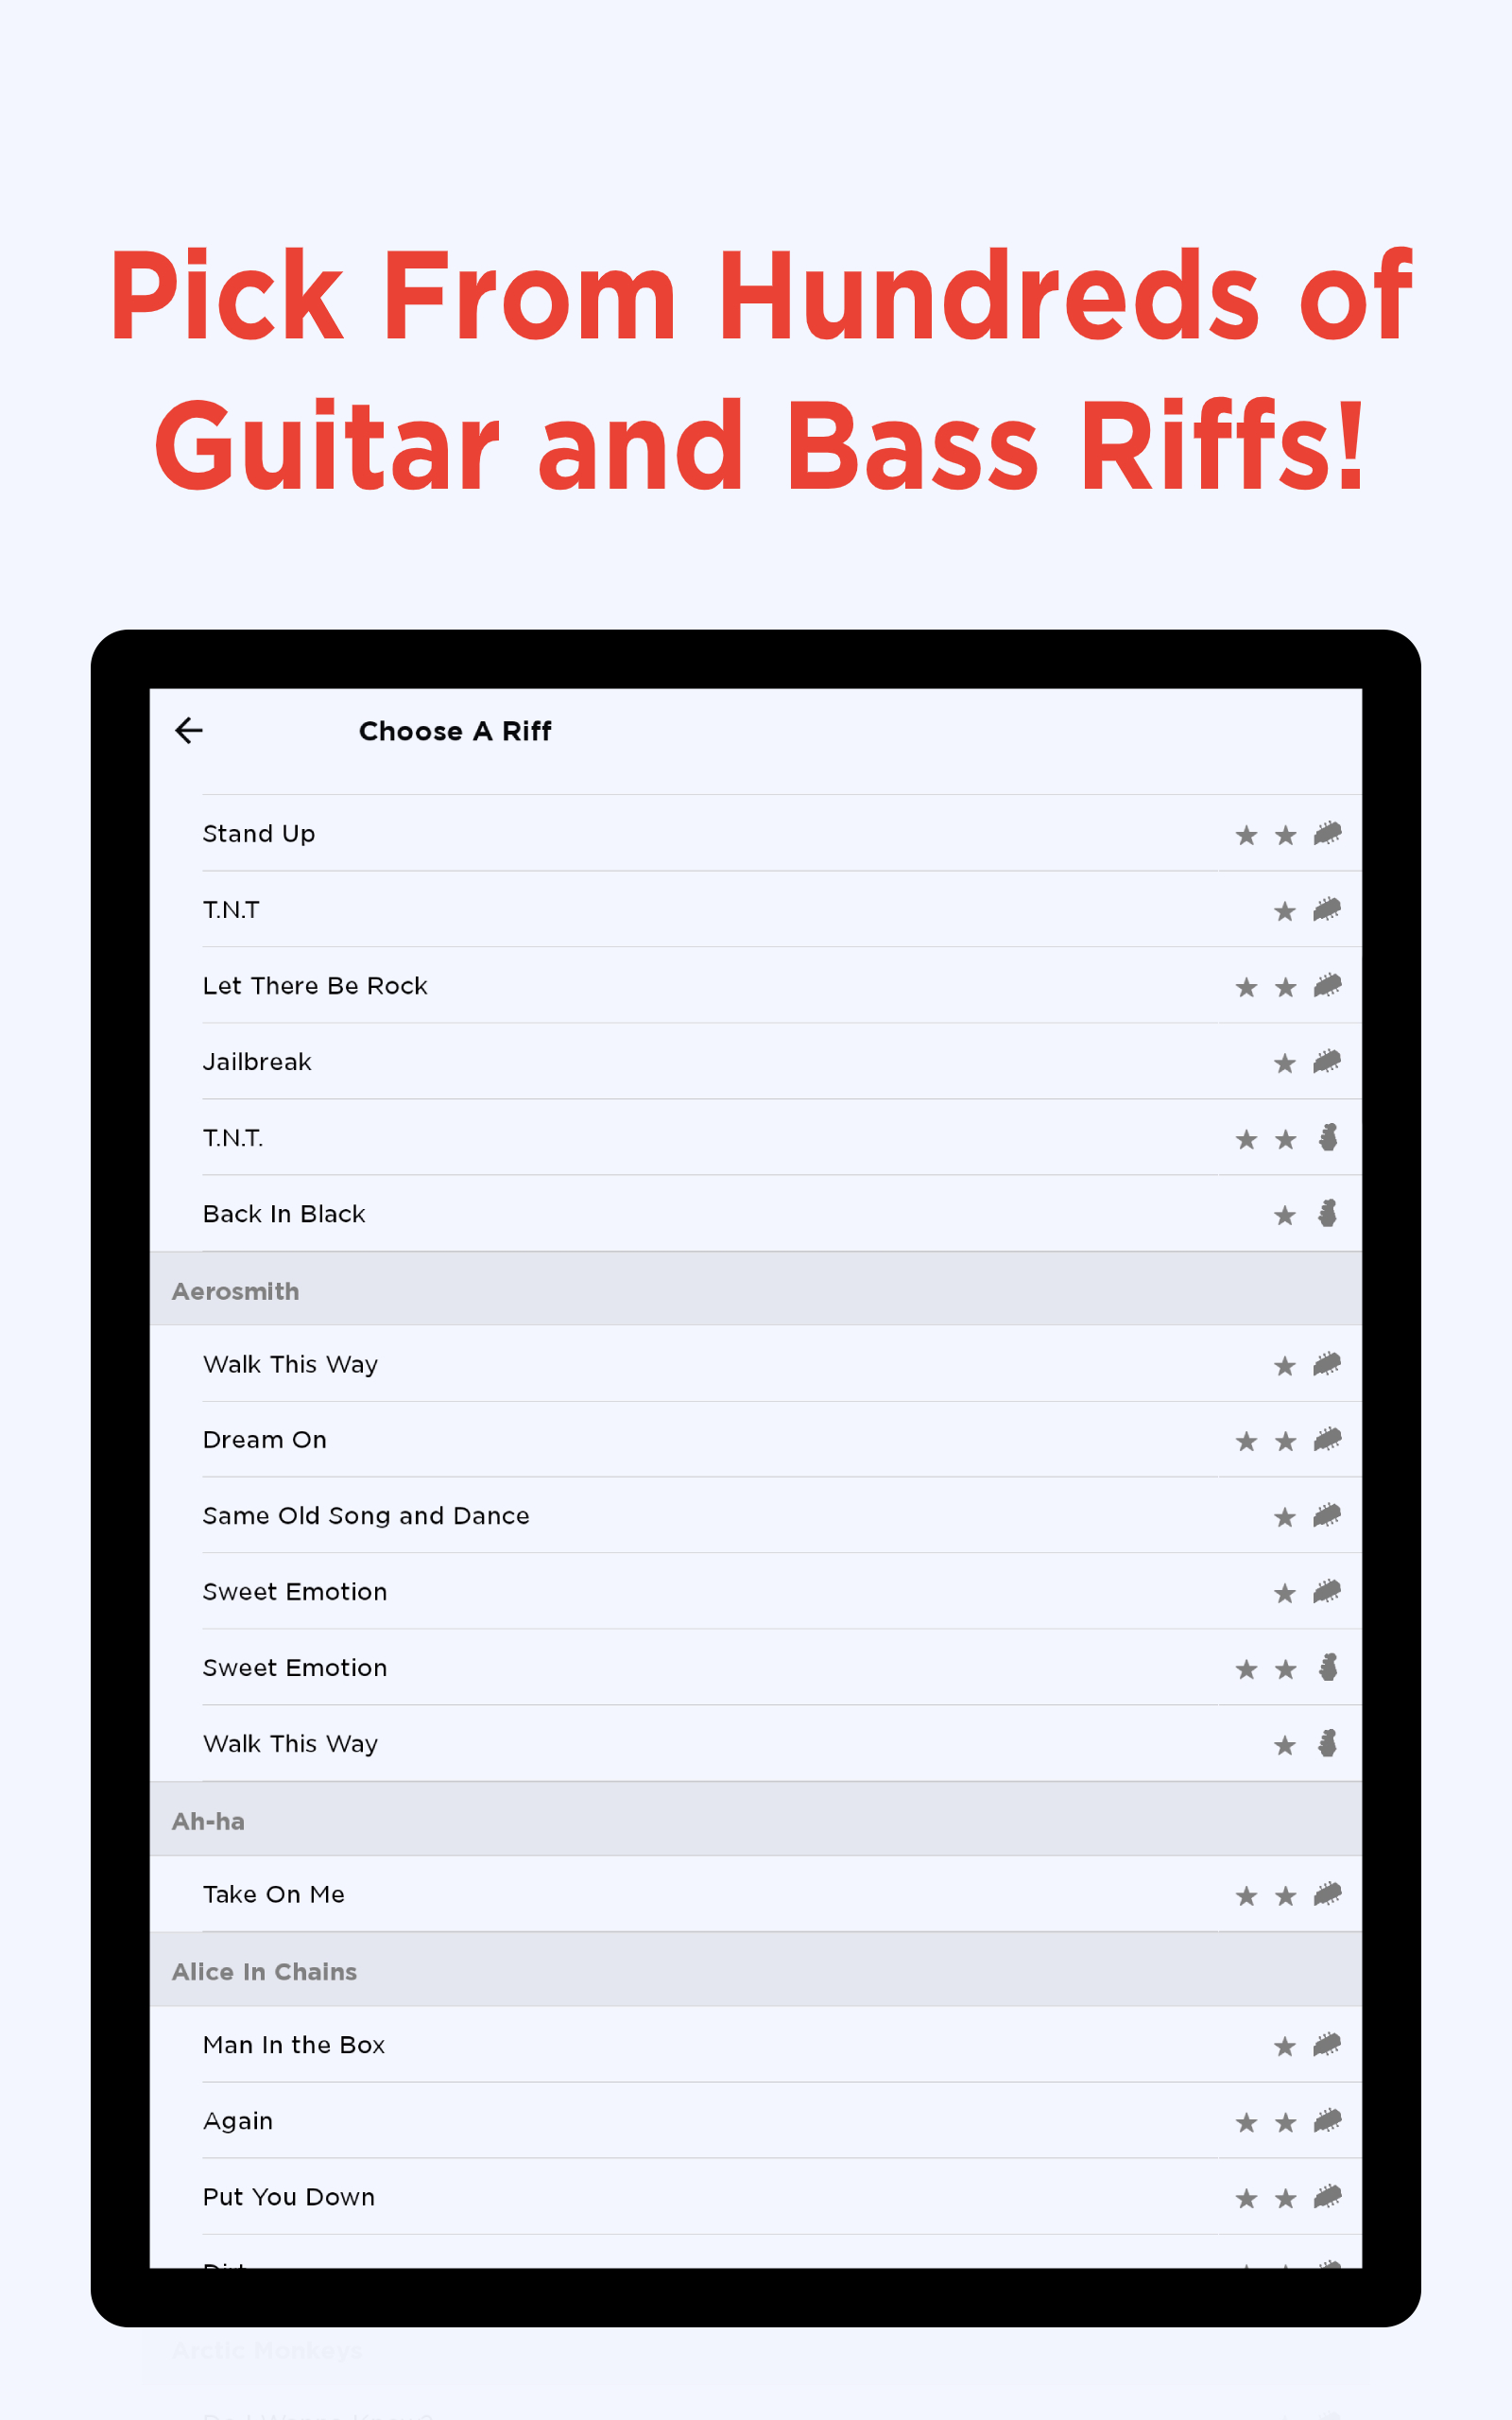 Pick From Hundreds of
Guitar and Bass Riffs!
Choose A Riff
Stand Up
T.N.T
Let There Be Rock
Jailbreak
T.N.T.
Back In Black
Aerosmith
Walk This Way
Dream On
Same Old Song and Dance
Sweet Emotion
Sweet Emotion
Walk This Way
Ah-ha
Take On Me
Alice In Chains
Man In the Box
Again
Put You Down
Arctic Monkeys